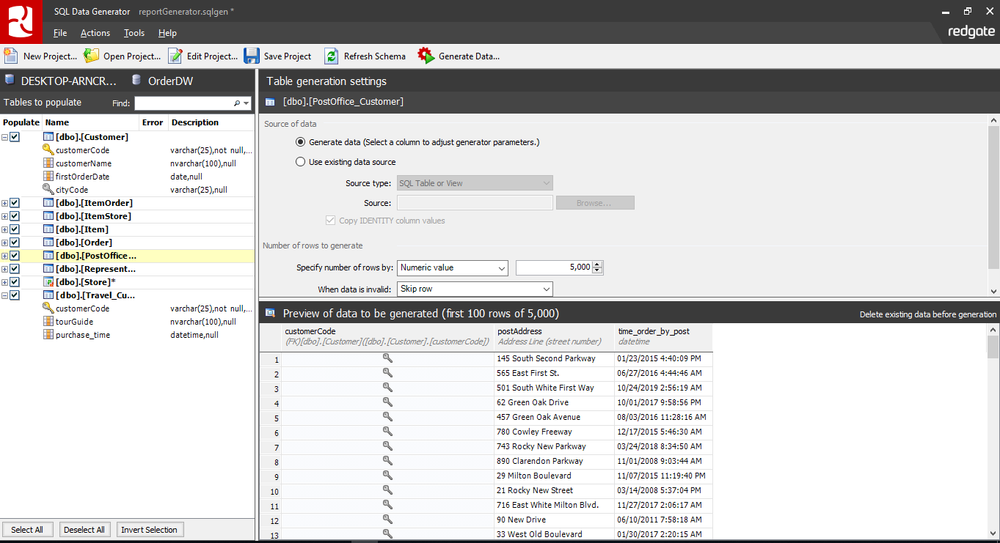 SQL Data Generator reportGenerator.sqlgen *
File Actions Tools Help
redgate
New Project... Open Project... Edit Project... Save Project Refresh Schema Generate Data...
DESKTOP-ARNCR... OrderDW
Tables to populate Find:
Populate Name Error Description
[dbo].[Customer]
customerCode varchar(25),not null,...
customerName nvarchar(100),null
firstOrderDate date,null
cityCode varchar(25),null
[dbo].[ItemOrder]
[dbo].[ItemStore]
[dbo].[Item]
[dbo].[Order]
[dbo].[PostOffice...
[dbo].[Represent...
[dbo].[Store]*
[dbo].[Travel_Cu...
customerCode varchar(25),not null,...
tourGuide nvarchar(100),null
purchase_time datetime,null
Select All Deselect All Invert Selection
Table generation settings
[dbo].[PostOffice_Customer]
Source of data
Generate data (Select a column to adjust generator parameters.)
Use existing data source
Source type: SQL Table or View
Source: Browse...
Copy IDENTITY column values
Number of rows to generate
Specify number of rows by: Numeric value 5,000
When data is invalid: Skip row
Preview of data to be generated (first 100 rows of 5,000) Delete existing data before generation
customerCode postAddress time_order_by_post
(FK)[dbo].[Customer]([dbo].[Customer].[customerCode]) Address Line (street number) datetime
1 145 South Second Parkway 01/23/2015 4:40:09 PM
2 565 East First St. 06/27/2016 4:44:46 AM
3 501 South White First Way 10/24/2019 2:56:19 AM
4 62 Green Oak Drive 10/01/2017 9:58:56 PM
5 457 Green Oak Avenue 08/03/2016 11:28:16 AM
6 780 Cowley Freeway 12/17/2015 5:46:30 AM
7 743 Rocky New Parkway 03/24/2018 8:34:50 AM
8 890 Clarendon Parkway 11/01/2008 9:03:44 AM
9 29 Milton Boulevard 11/07/2015 11:19:40 PM
10 21 Rocky New Street 03/14/2008 5:37:04 PM
11 716 East White Milton Blvd. 11/27/2017 2:06:17 AM
12 90 New Drive 06/10/2011 7:58:18 AM
13 33 West Old Boulevard 01/30/2017 2:20:15 AM